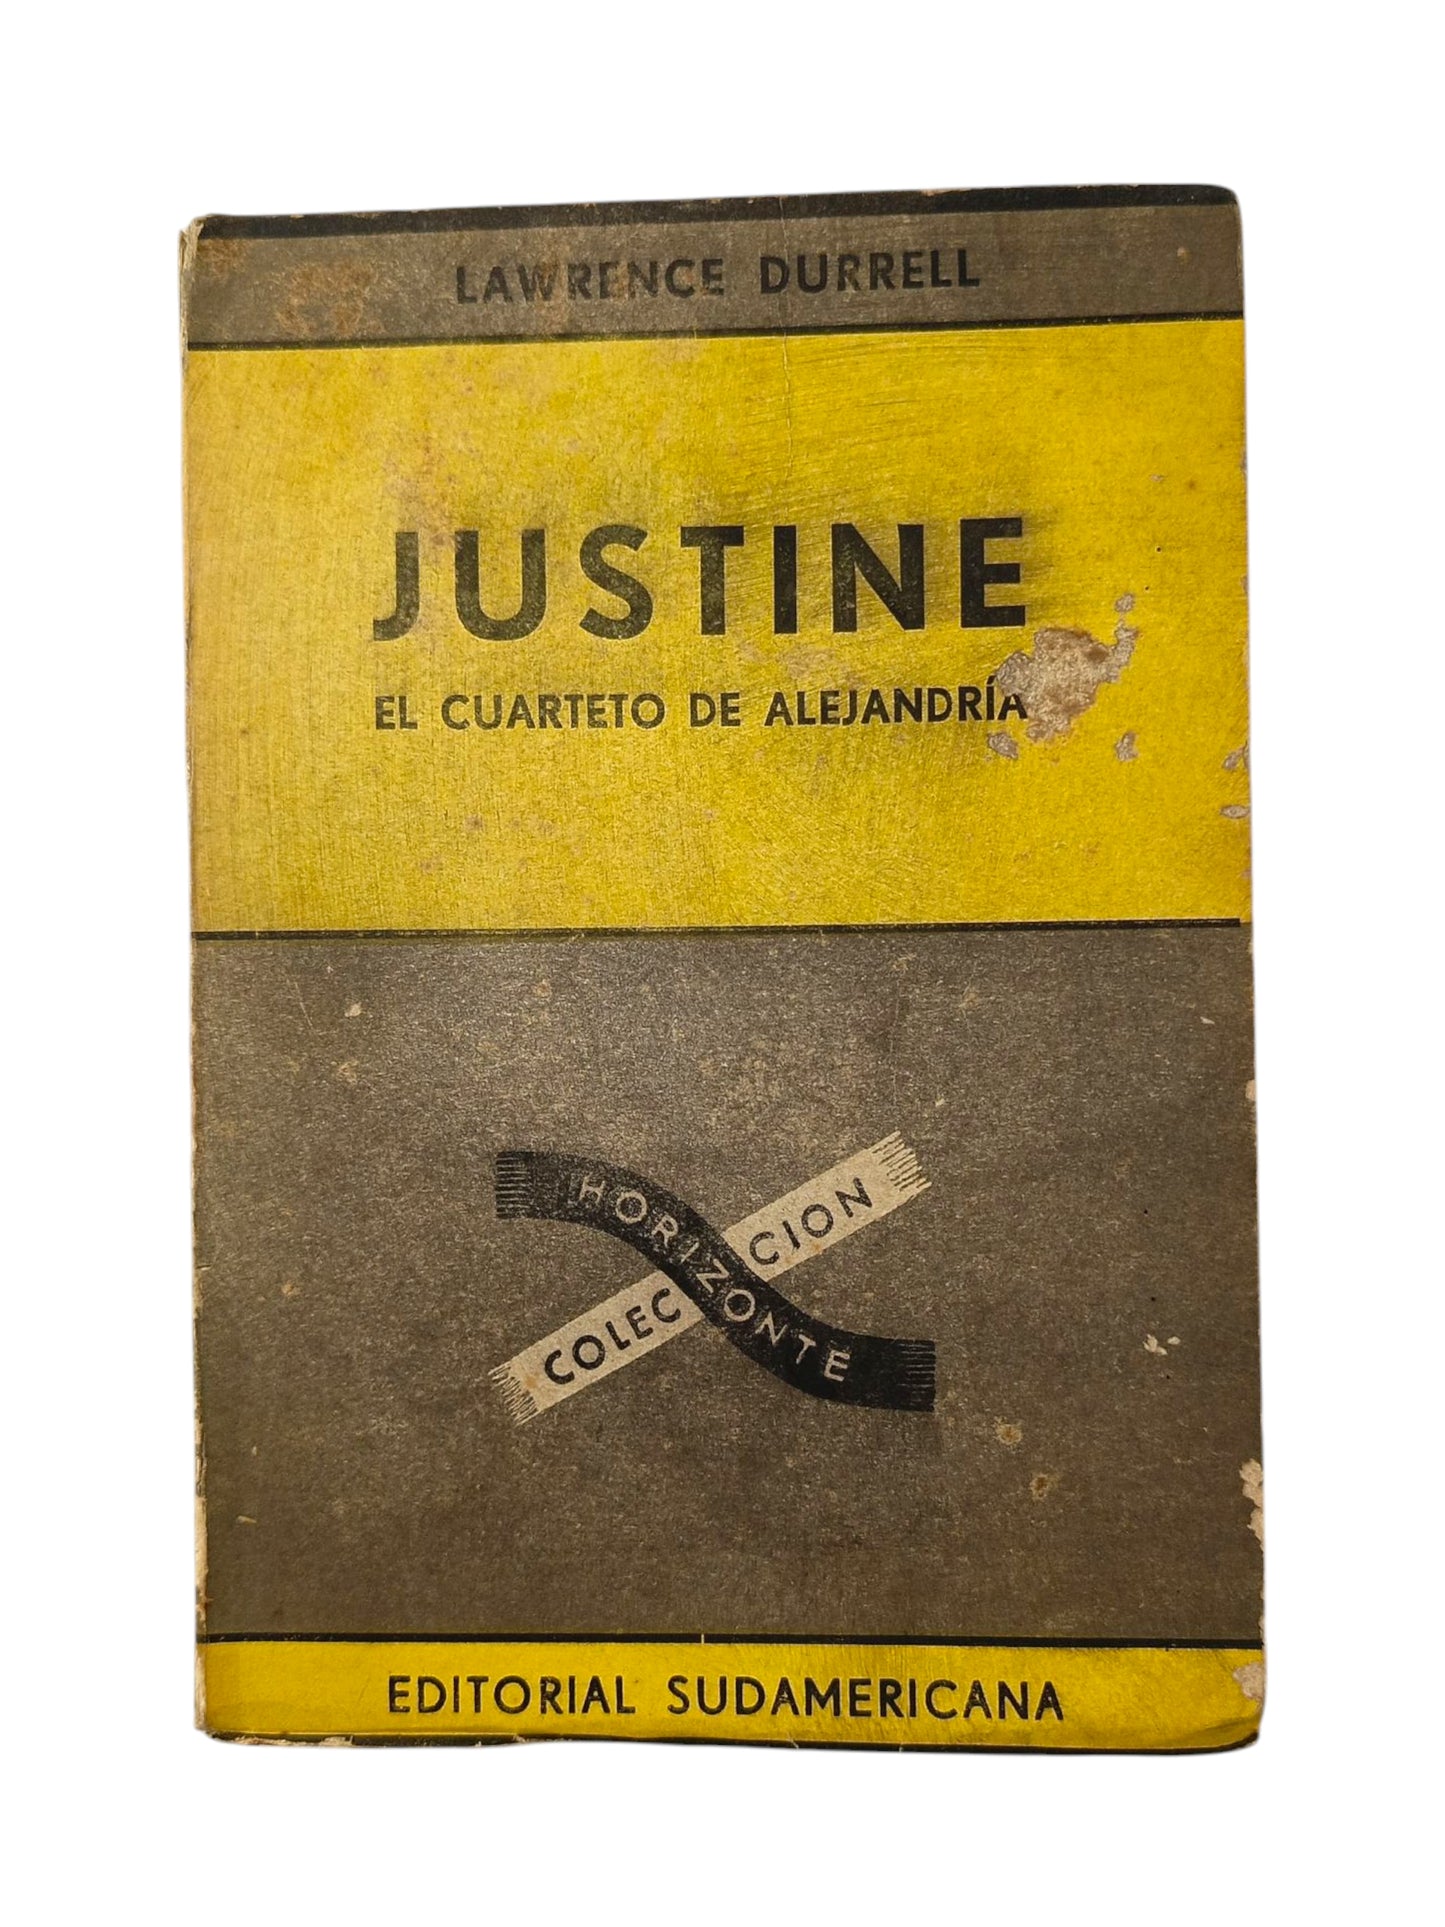 LAWRENCE DURRELL
JUSTINE
EL CUARTETO DE ALEJANDRÍA
COLECCION
HORIZONTE
EDITORIAL SUDAMERICANA